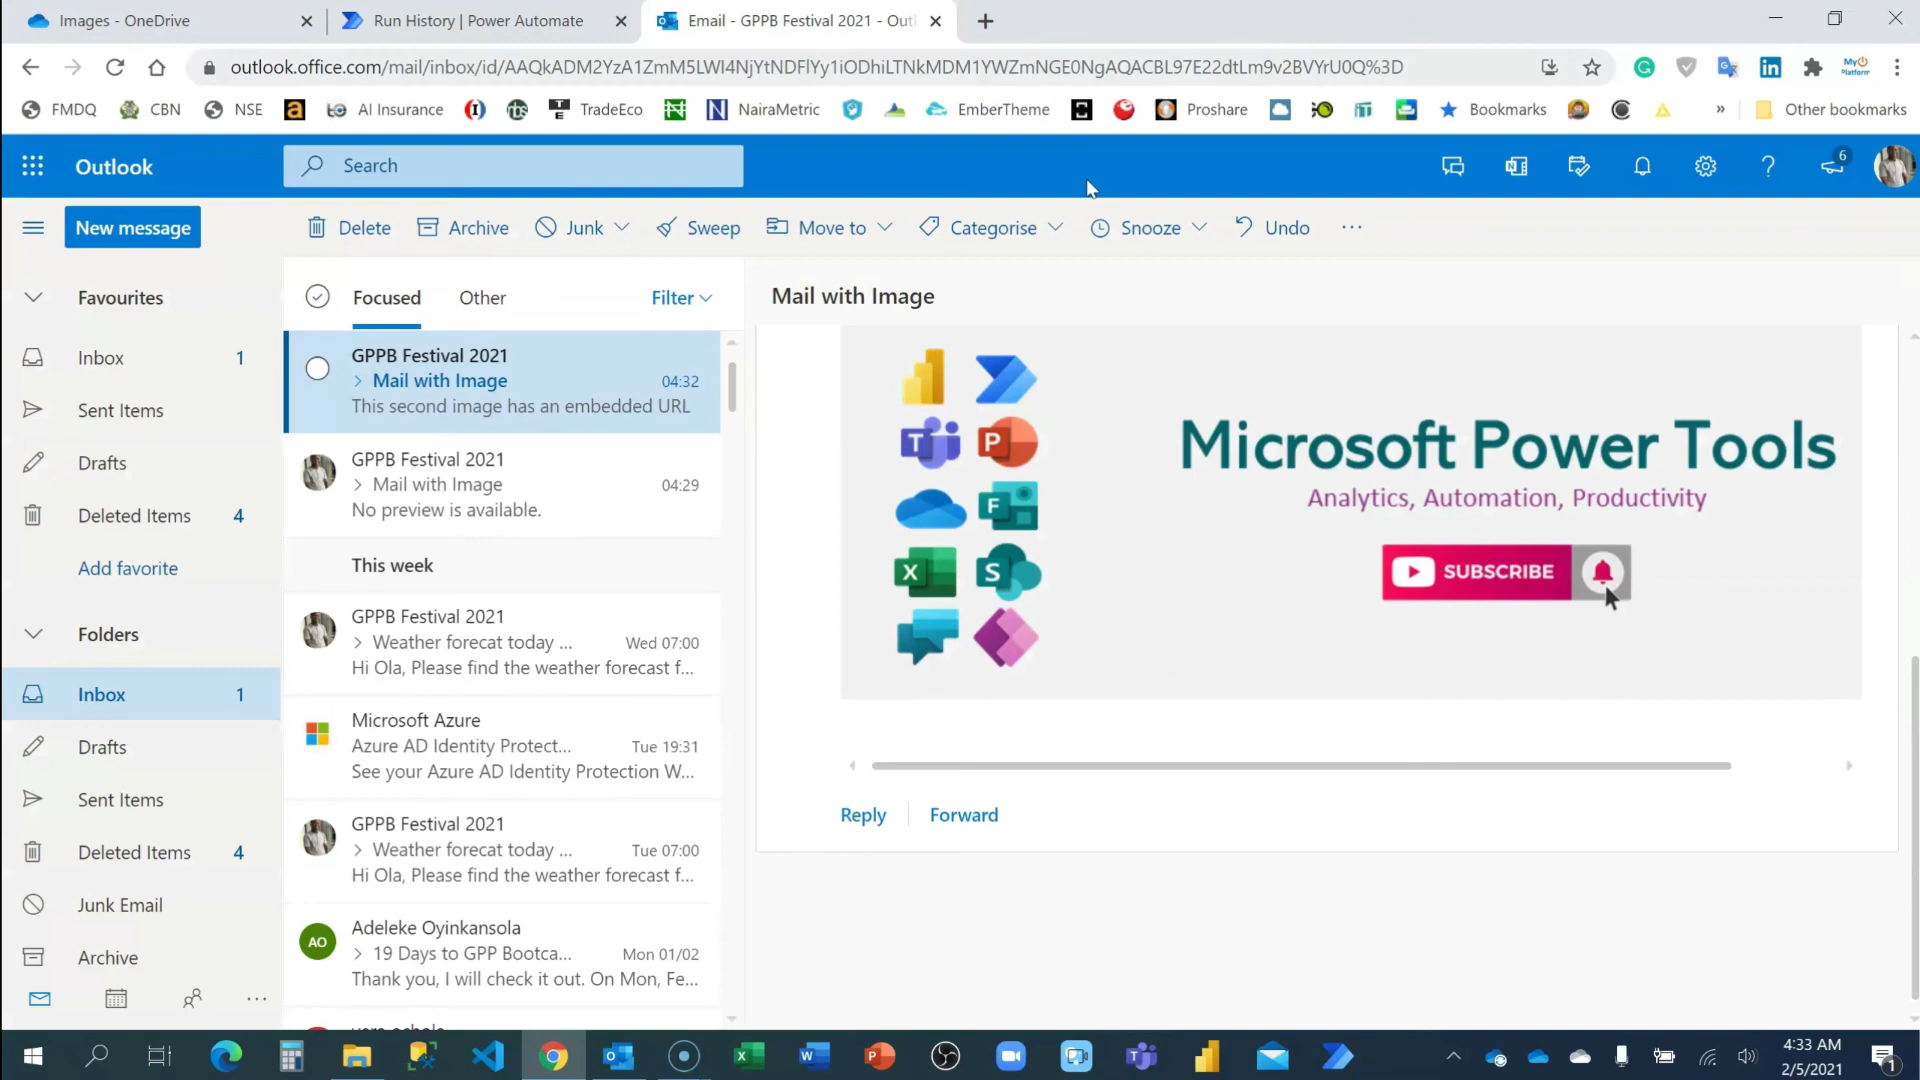 Images - OneDrive
Run History | Power Automate
Email - GPPB Festival 2021 - Outl
outlook.office.com/mail/inbox/id/AAQkADM2YzA1ZmM5LWI4NjYtNDFlYy1iODhiLTNkMDM1YWZmNGE0NgAQACBL97E22dtLm9v2BVYrU0Q%3D
FMDQ CBN NSE AI Insurance TradeEco NairaMetric EmberTheme Proshare Bookmarks » Other bookmarks
Outlook
Search
6
New message
Delete Archive Junk Sweep Move to Categorise Snooze Undo
Favourites
Inbox 1
Sent Items
Drafts
Deleted Items 4
Add favorite
Folders
Inbox 1
Drafts
Sent Items
Deleted Items 4
Junk Email
Archive
Focused Other Filter
GPPB Festival 2021
Mail with Image 04:32
This second image has an embedded URL
GPPB Festival 2021
Mail with Image 04:29
No preview is available.
This week
GPPB Festival 2021
Weather forecat today ... Wed 07:00
Hi Ola, Please find the weather forecast f...
Microsoft Azure
Azure AD Identity Protect... Tue 19:31
See your Azure AD Identity Protection W...
GPPB Festival 2021
Weather forecat today ... Tue 07:00
Hi Ola, Please find the weather forecast f...
AO
Adeleke Oyinkansola
19 Days to GPP Bootca... Mon 01/02
Thank you, I will check it out. On Mon, Fe...
Mail with Image
Microsoft Power Tools
Analytics, Automation, Productivity
SUBSCRIBE
Reply Forward
4:33 AM
2/5/2021
1